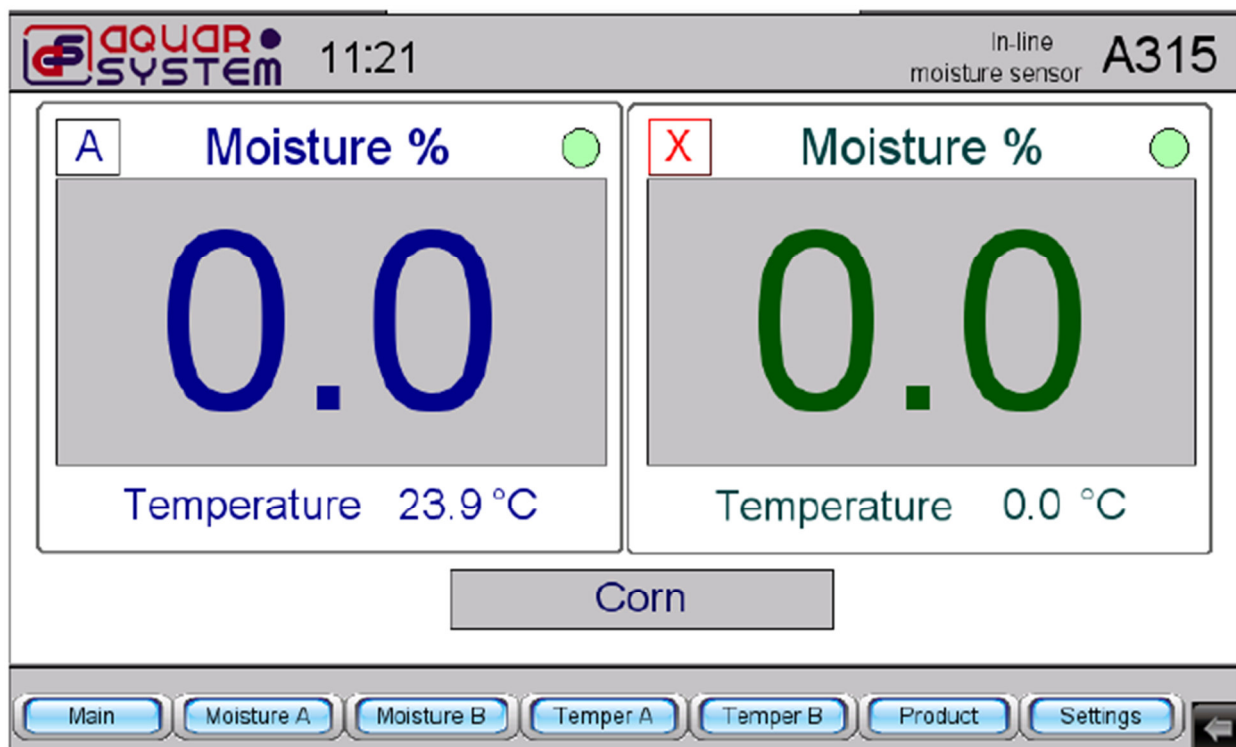 AQUAR SYSTEM
11:21
In-line
moisture sensor
A315
A
Moisture %
0.0
Temperature 23.9 °C
X
Moisture %
0.0
Temperature 0.0 °C
Corn
Main
Moisture A
Moisture B
Temper A
Temper B
Product
Settings